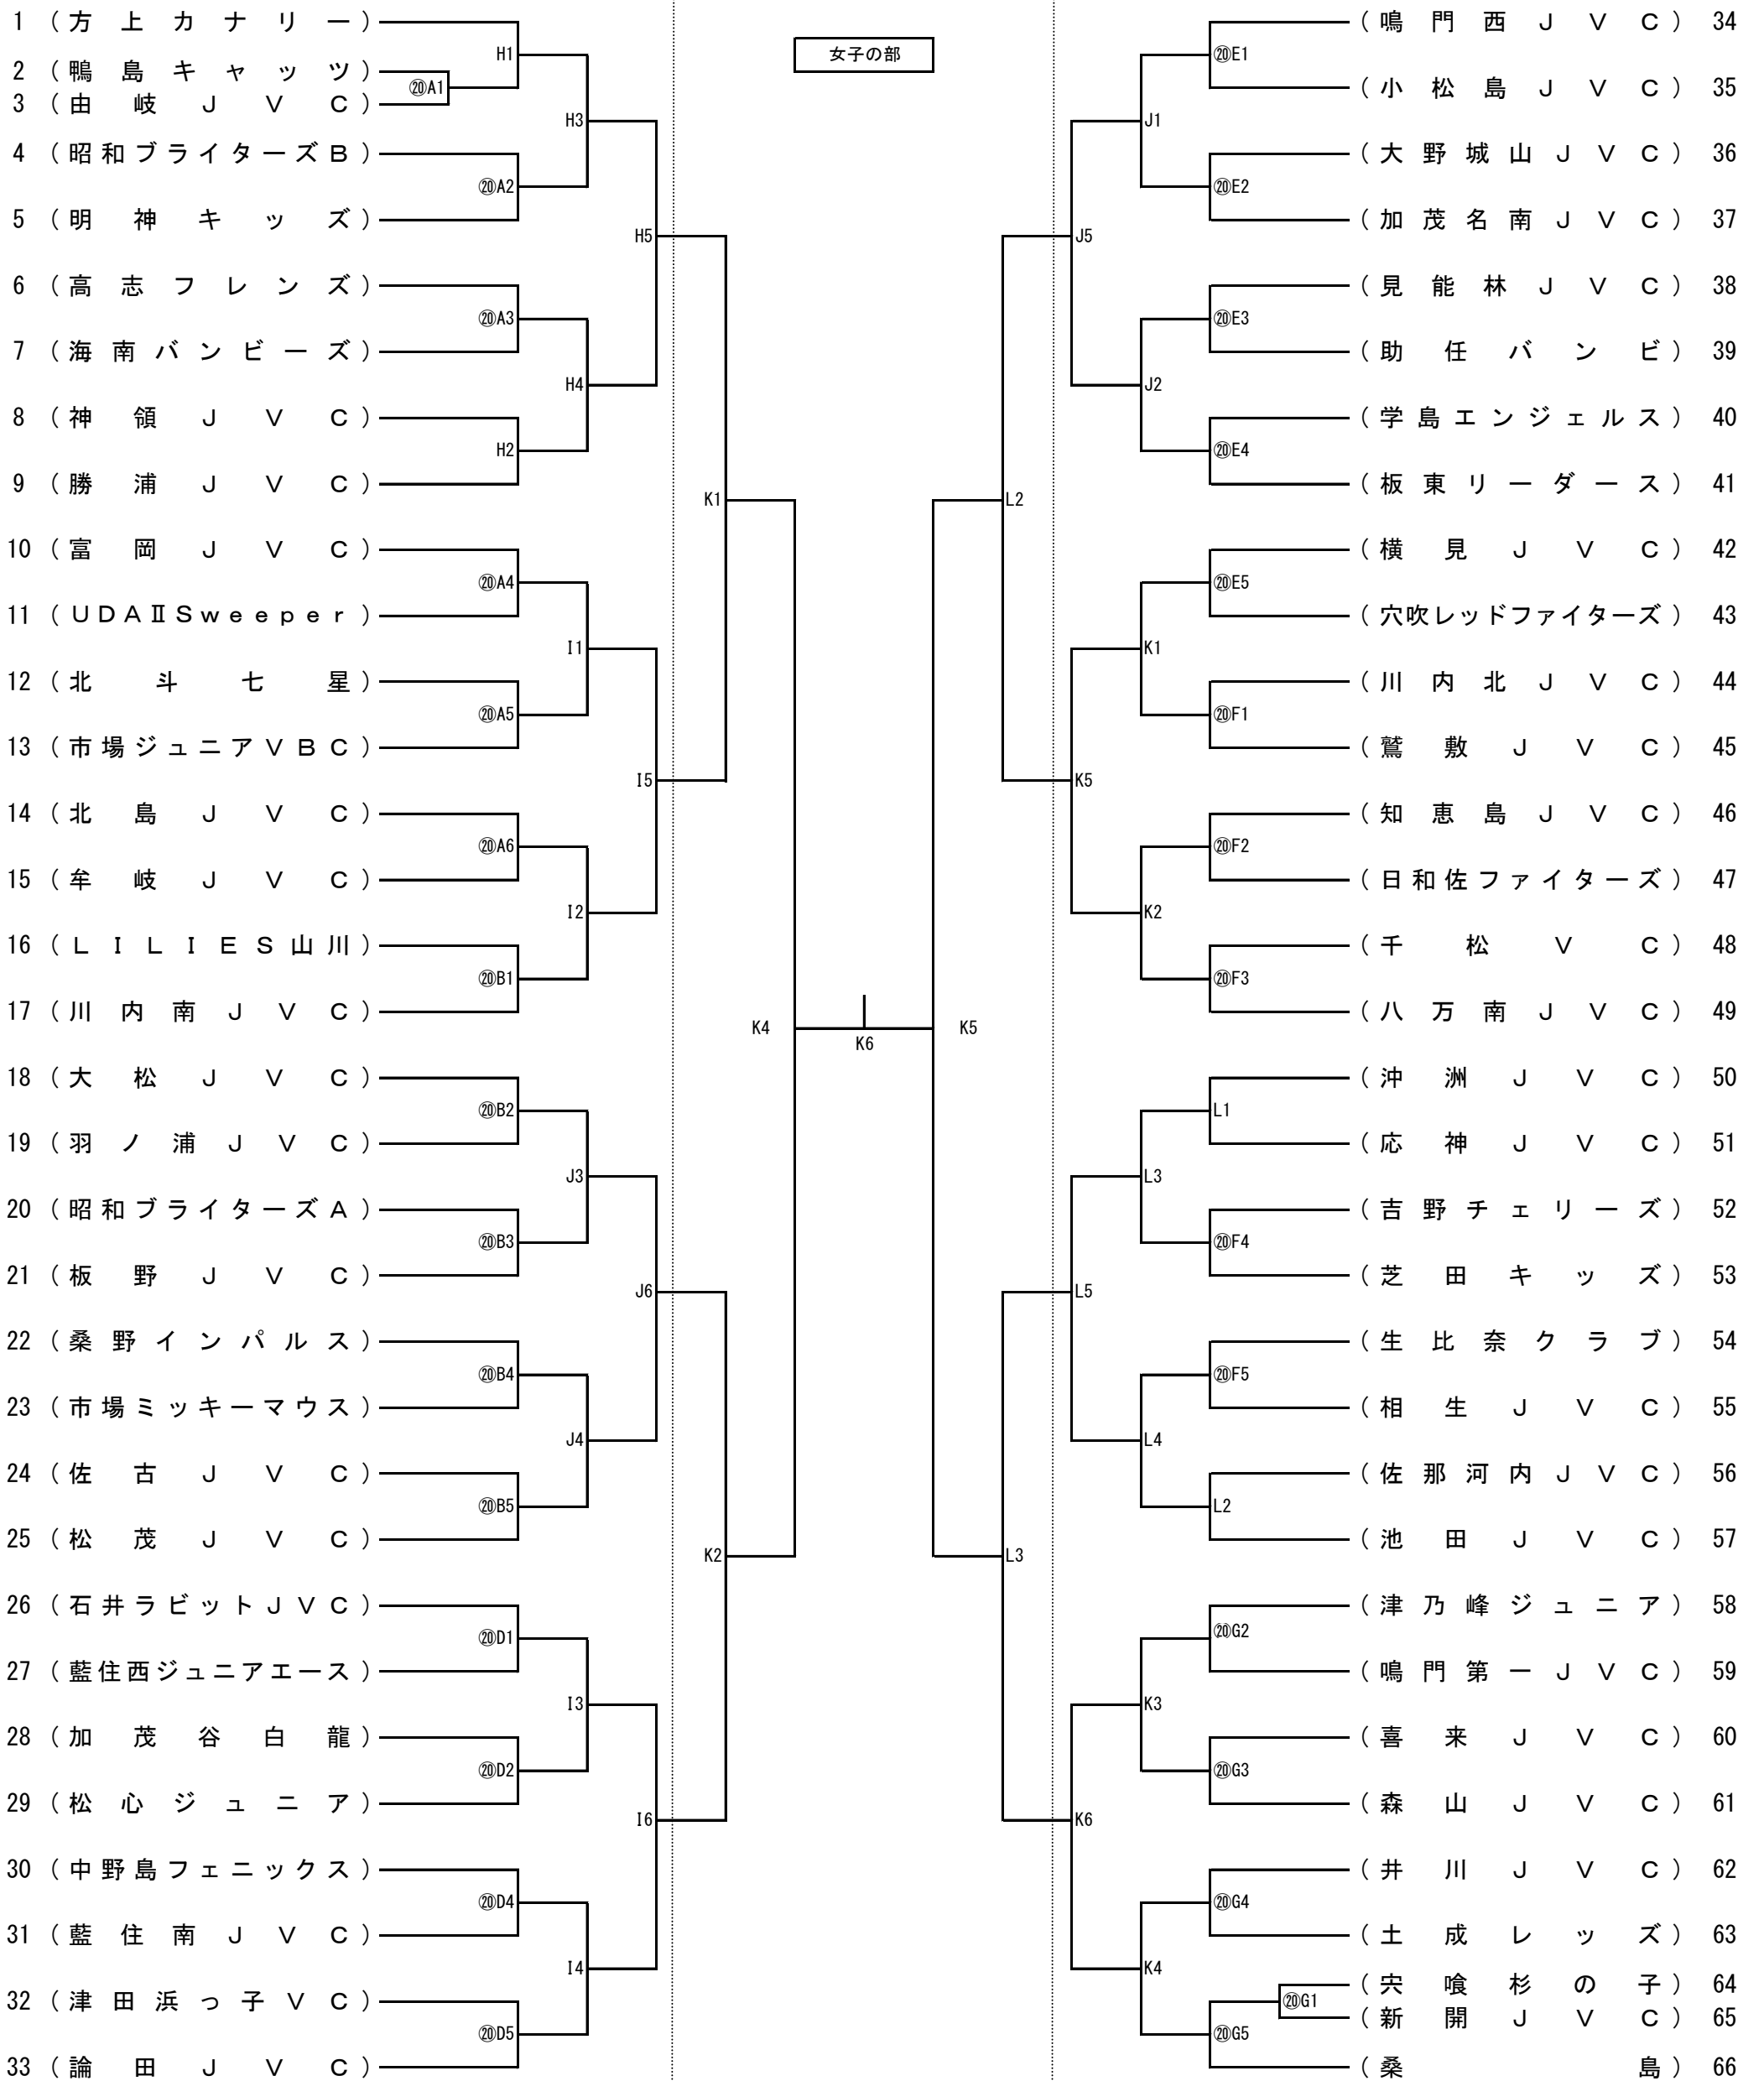 女子の部
1 (方上カナリー)
H1
2 (鴨島キャッツ)
⑳A1
3 (由岐JVC)
H3
4 (昭和ブライターズB)
⑳A2
5 (明神キッズ)
H5
6 (高志フレンズ)
⑳A3
7 (海南バンビーズ)
H4
8 (神領JVC)
H2
9 (勝浦JVC)
K1
10 (富岡JVC)
⑳A4
11 (UDAⅡSweeper)
I1
12 (北斗七星)
⑳A5
13 (市場ジュニアVBC)
I5
14 (北島JVC)
⑳A6
15 (牟岐JVC)
I2
16 (LILIES山川)
⑳B1
17 (川内南JVC)
K4
18 (大松JVC)
⑳B2
19 (羽ノ浦JVC)
J3
20 (昭和ブライターズA)
⑳B3
21 (板野JVC)
J6
22 (桑野インパルス)
⑳B4
23 (市場ミッキーマウス)
J4
24 (佐古JVC)
⑳B5
25 (松茂JVC)
K2
26 (石井ラビットJVC)
⑳D1
27 (藍住西ジュニアエース)
I3
28 (加茂谷白龍)
⑳D2
29 (松心ジュニア)
I6
30 (中野島フェニックス)
⑳D4
31 (藍住南JVC)
I4
32 (津田浜っ子VC)
⑳D5
33 (論田JVC)
K6
(鳴門西JVC) 34
⑳E1
(小松島JVC) 35
J1
(大野城山JVC) 36
⑳E2
(加茂名南JVC) 37
J5
(見能林JVC) 38
⑳E3
(助任バンビ) 39
J2
(学島エンジェルス) 40
⑳E4
(板東リーダース) 41
L2
(横見JVC) 42
⑳E5
(穴吹レッドファイターズ) 43
K1
(川内北JVC) 44
⑳F1
(鷲敷JVC) 45
K5
(知恵島JVC) 46
⑳F2
(日和佐ファイターズ) 47
K2
(千松VC) 48
⑳F3
(八万南JVC) 49
K5
(沖洲JVC) 50
L1
(応神JVC) 51
L3
(吉野チェリーズ) 52
⑳F4
(芝田キッズ) 53
L5
(生比奈クラブ) 54
⑳F5
(相生JVC) 55
L4
(佐那河内JVC) 56
L2
(池田JVC) 57
L3
(津乃峰ジュニア) 58
⑳G2
(鳴門第一JVC) 59
K3
(喜来JVC) 60
⑳G3
(森山JVC) 61
K6
(井川JVC) 62
⑳G4
(土成レッズ) 63
K4
(宍喰杉の子) 64
⑳G1
(新開JVC) 65
⑳G5
(桑島) 66